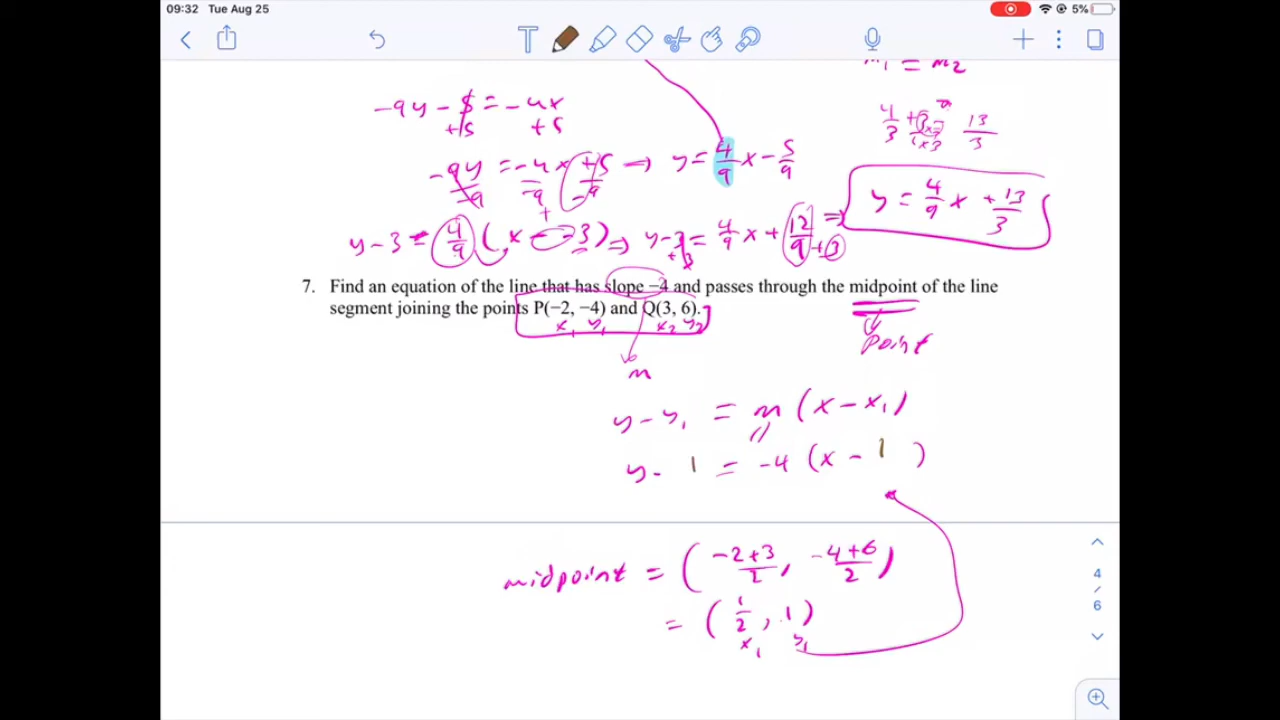 09:32 Tue Aug 25 5%
m₁ = m₂
-9y - 5 = -4x
+5 +5
4/3 +3 1x3 13/3
-9y/-9 = -4x/-9 +5/-9 → y = 4/9 x - 5/9
y = 4/9 x + 13/3
y-3 = 4/9 (x - -3) ⇒ y-3 = 4/9 x + 12/9 +3 ⇒
+3
7. Find an equation of the line that has slope −4 and passes through the midpoint of the line
segment joining the points P(−2, −4) and Q(3, 6).
x₁ y₁ x₂ y₂
point
m
y - y₁ = m (x - x₁)
y - 1 = -4 (x - 1 )
midpoint = ( -2+3/2 , -4+6/2 )
= ( 1/2 , 1 )
x₁ y₁
4
/
6